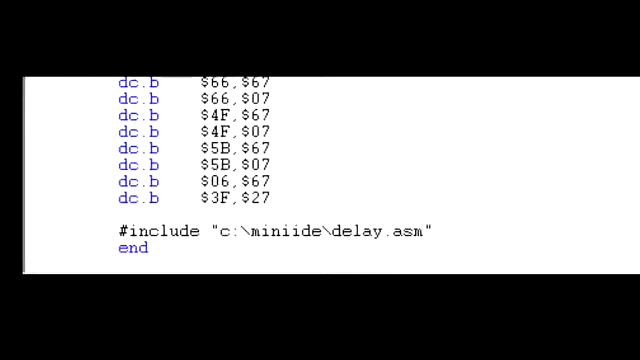 dc.b $66,$67
dc.b $66,$07
dc.b $4F,$67
dc.b $4F,$07
dc.b $5B,$67
dc.b $5B,$07
dc.b $06,$67
dc.b $3F,$27
#include "c:\miniide\delay.asm"
end